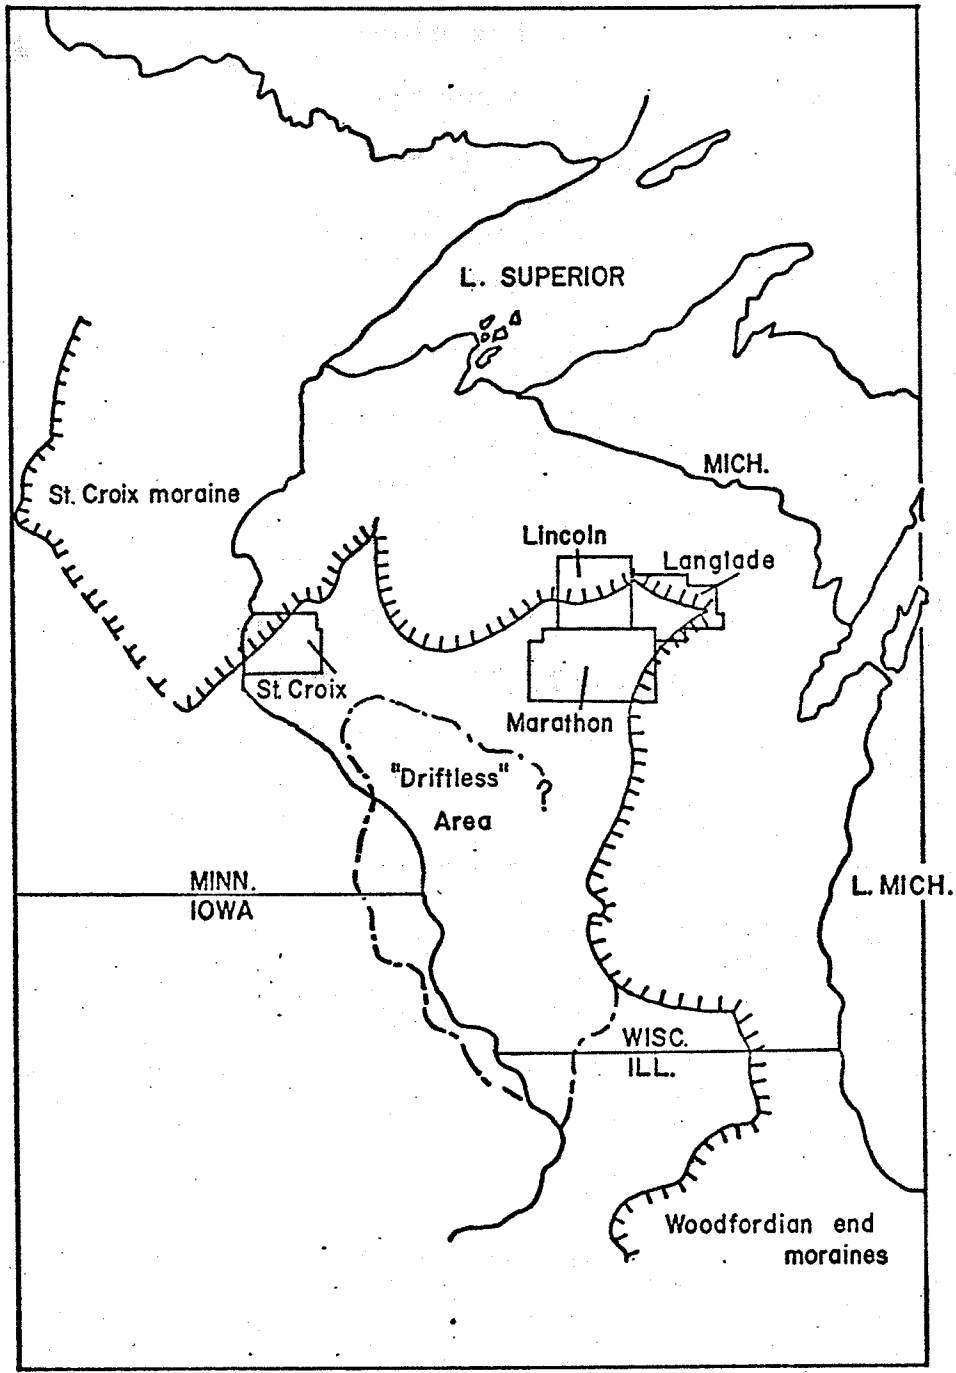 L. SUPERIOR
MICH.
St. Croix moraine
Lincoln
Langlade
St. Croix
Marathon
"Driftless"
Area
?
MINN.
IOWA
L. MICH.
WISC.
ILL.
Woodfordian end
moraines